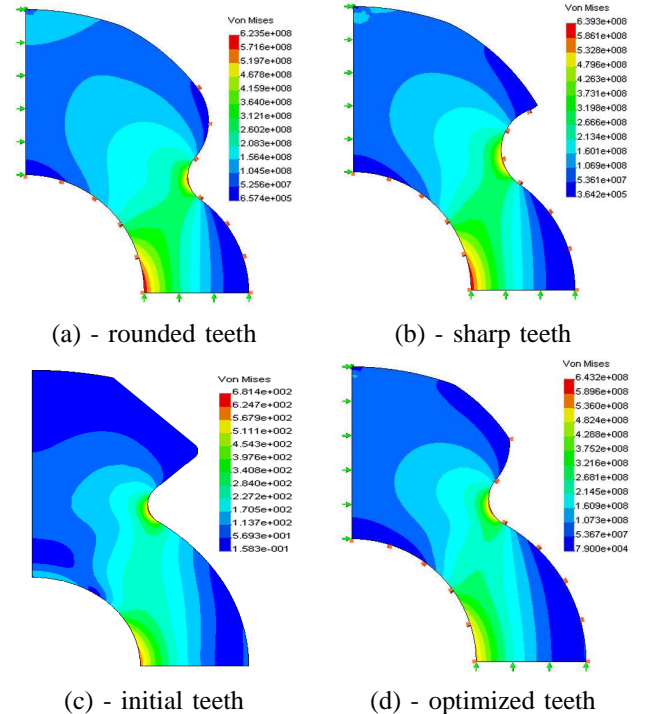 Von Mises
6.235e+008
5.716e+008
5.197e+008
4.678e+008
4.159e+008
3.640e+008
3.121e+008
2.602e+008
2.083e+008
1.564e+008
1.045e+008
5.256e+007
6.574e+005
(a) - rounded teeth
Von Mises
6.393e+008
5.861e+008
5.328e+008
4.796e+008
4.263e+008
3.731e+008
3.198e+008
2.666e+008
2.134e+008
1.601e+008
1.069e+008
5.361e+007
3.642e+005
(b) - sharp teeth
Von Mises
6.814e+002
6.247e+002
5.679e+002
5.111e+002
4.543e+002
3.976e+002
3.408e+002
2.840e+002
2.272e+002
1.705e+002
1.137e+002
5.693e+001
1.583e-001
(c) - initial teeth
Von Mises
6.432e+008
5.896e+008
5.360e+008
4.824e+008
4.288e+008
3.752e+008
3.216e+008
2.681e+008
2.145e+008
1.609e+008
1.073e+008
5.367e+007
7.900e+004
(d) - optimized teeth